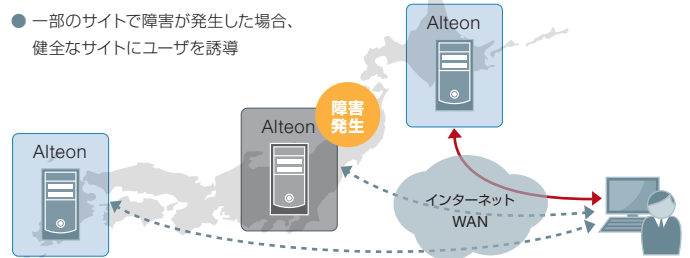 ● 一部のサイトで障害が発生した場合、
健全なサイトにユーザを誘導
Alteon
障害
発生
Alteon
Alteon
インターネット
WAN